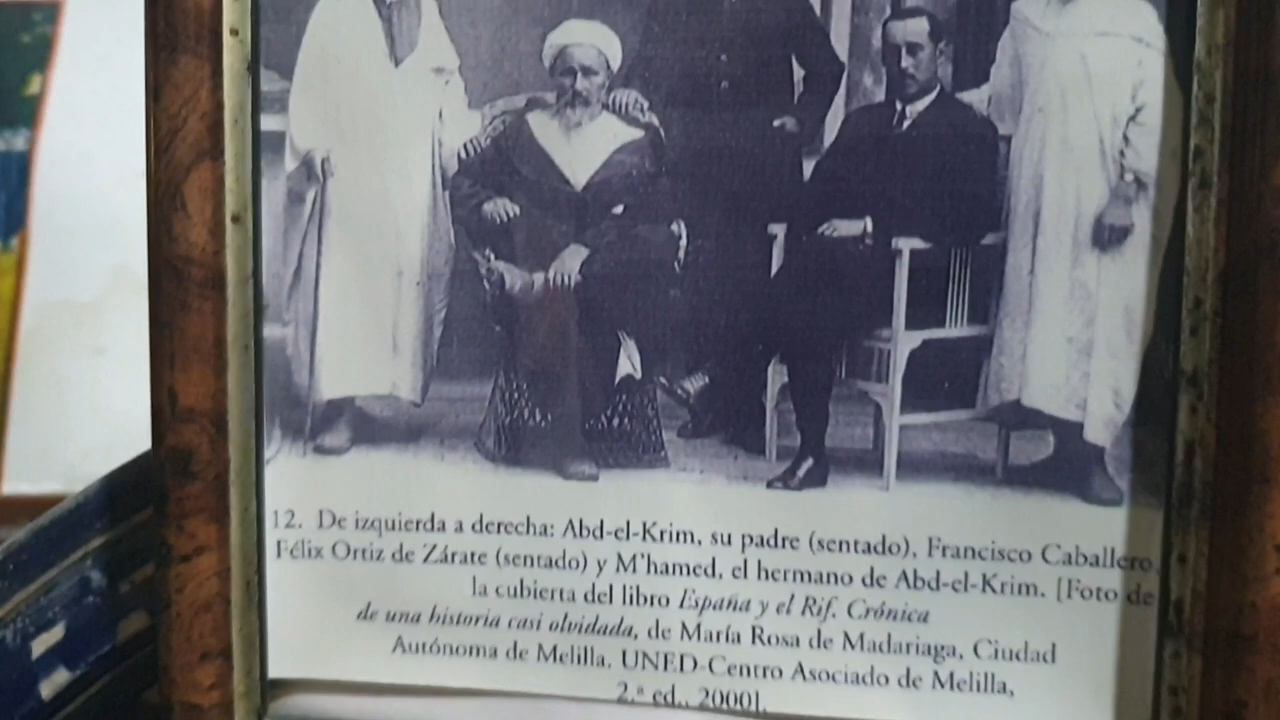 12. De izquierda a derecha: Abd-el-Krim, su padre (sentado), Francisco Caballero,
Félix Ortiz de Zárate (sentado) y M'hamed, el hermano de Abd-el-Krim. [Foto de
la cubierta del libro España y el Rif. Crónica
de una historia casi olvidada, de María Rosa de Madariaga, Ciudad
Autónoma de Melilla, UNED-Centro Asociado de Melilla,
2.ª ed., 2000].